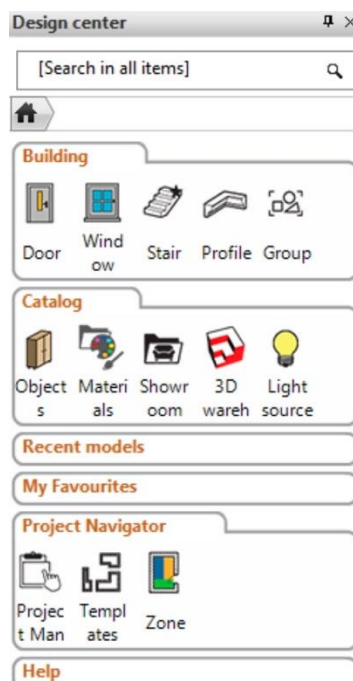 Design center
[Search in all items]
Building
Door
Wind
ow
Stair
Profile
Group
Catalog
Object
s
Materi
als
Showr
oom
3D
wareh
Light
source
Recent models
My Favourites
Project Navigator
Projec
t Man
Templ
ates
Zone
Help